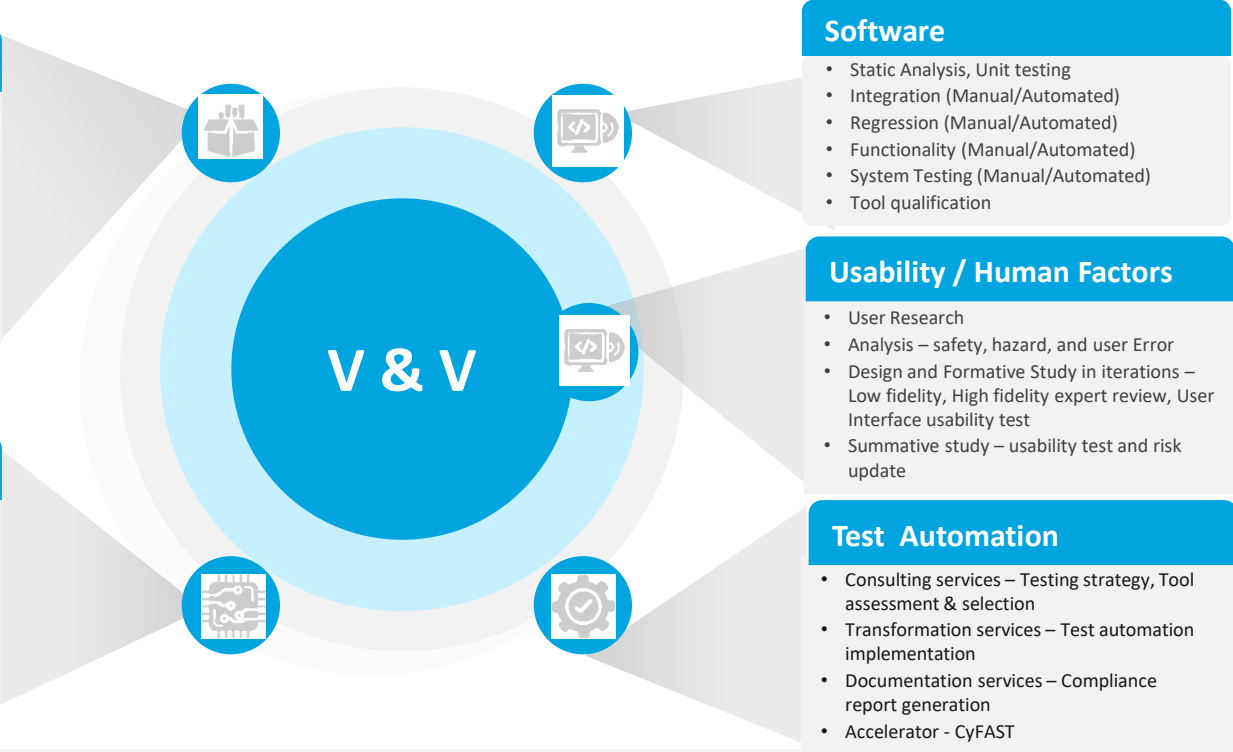 V & V
Software
• Static Analysis, Unit testing
• Integration (Manual/Automated)
• Regression (Manual/Automated)
• Functionality (Manual/Automated)
• System Testing (Manual/Automated)
• Tool qualification
Usability / Human Factors
• User Research
• Analysis – safety, hazard, and user Error
• Design and Formative Study in iterations –
Low fidelity, High fidelity expert review, User
Interface usability test
• Summative study – usability test and risk
update
Test Automation
• Consulting services – Testing strategy, Tool
assessment & selection
• Transformation services – Test automation
implementation
• Documentation services – Compliance
report generation
• Accelerator - CyFAST